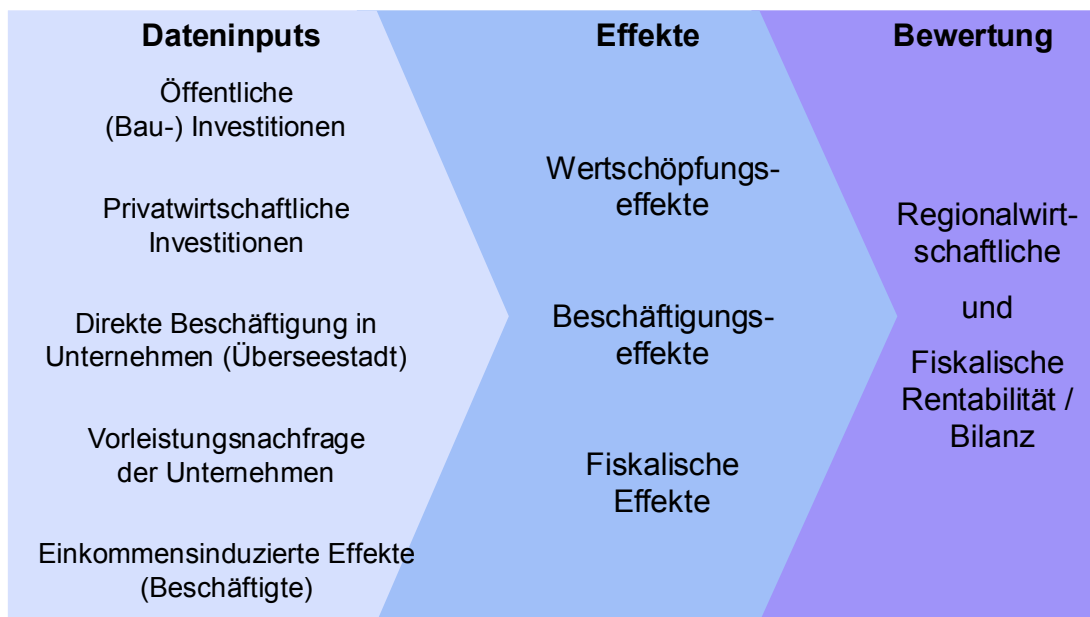 Dateninputs
Öffentliche
(Bau-) Investitionen
Privatwirtschaftliche
Investitionen
Direkte Beschäftigung in
Unternehmen (Überseestadt)
Vorleistungsnachfrage
der Unternehmen
Einkommensinduzierte Effekte
(Beschäftigte)
Effekte
Wertschöpfungs-
effekte
Beschäftigungs-
effekte
Fiskalische
Effekte
Bewertung
Regionalwirt-
schaftliche
und
Fiskalische
Rentabilität /
Bilanz